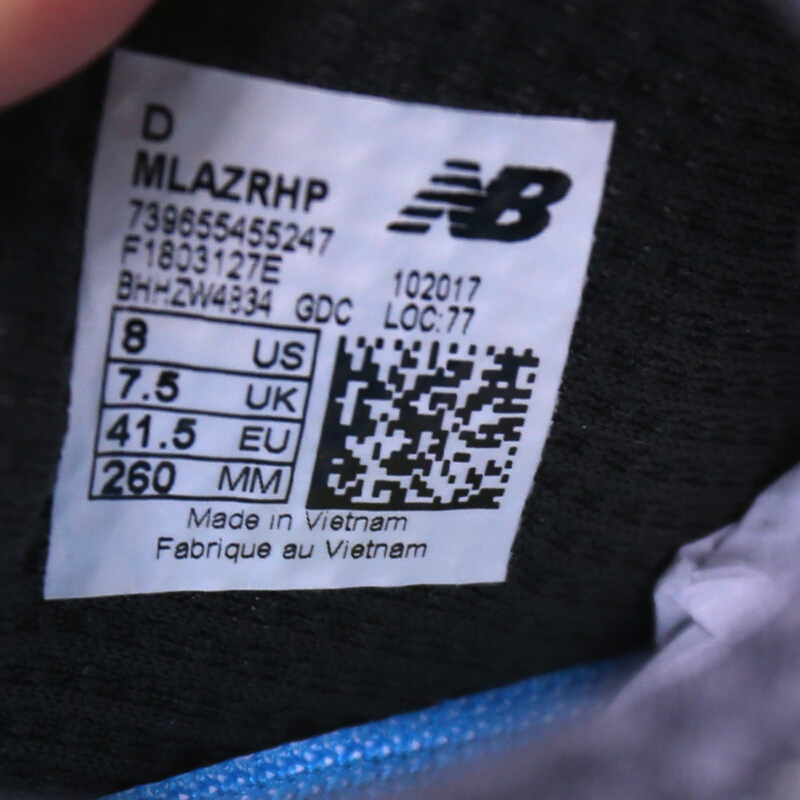 D
MLAZRHP
NB
739655455247
F1803127E
102017
BHHZW4834 GDC LOC:77
8 US
7.5 UK
41.5 EU
260 MM
Made in Vietnam
Fabrique au Vietnam